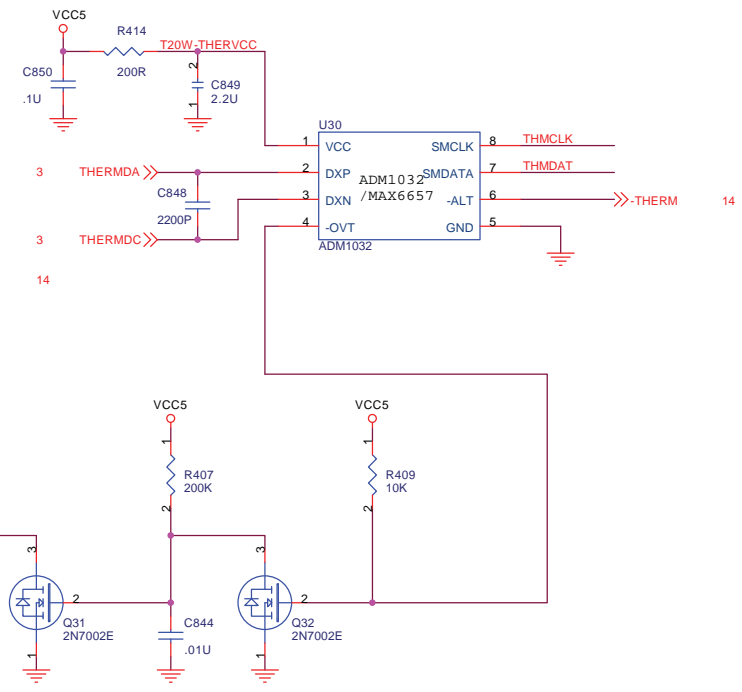 VCC5
R414
T20W-THERVCC
C850
200R
2
C849
.1U
1
2.2U
U30
1 VCC SMCLK 8 THMCLK
3 THERMDA 2 DXP SMDATA 7 THMDAT
ADM1032
/MAX6657
C848
3 DXN -ALT 6 -THERM 14
2200P
3 THERMDC 4 -OVT GND 5
ADM1032
14
VCC5 VCC5
1 1
R407 R409
200K 10K
2 2
3 3
2 2
Q31 C844 Q32
2N7002E .01U 2N7002E
1 1